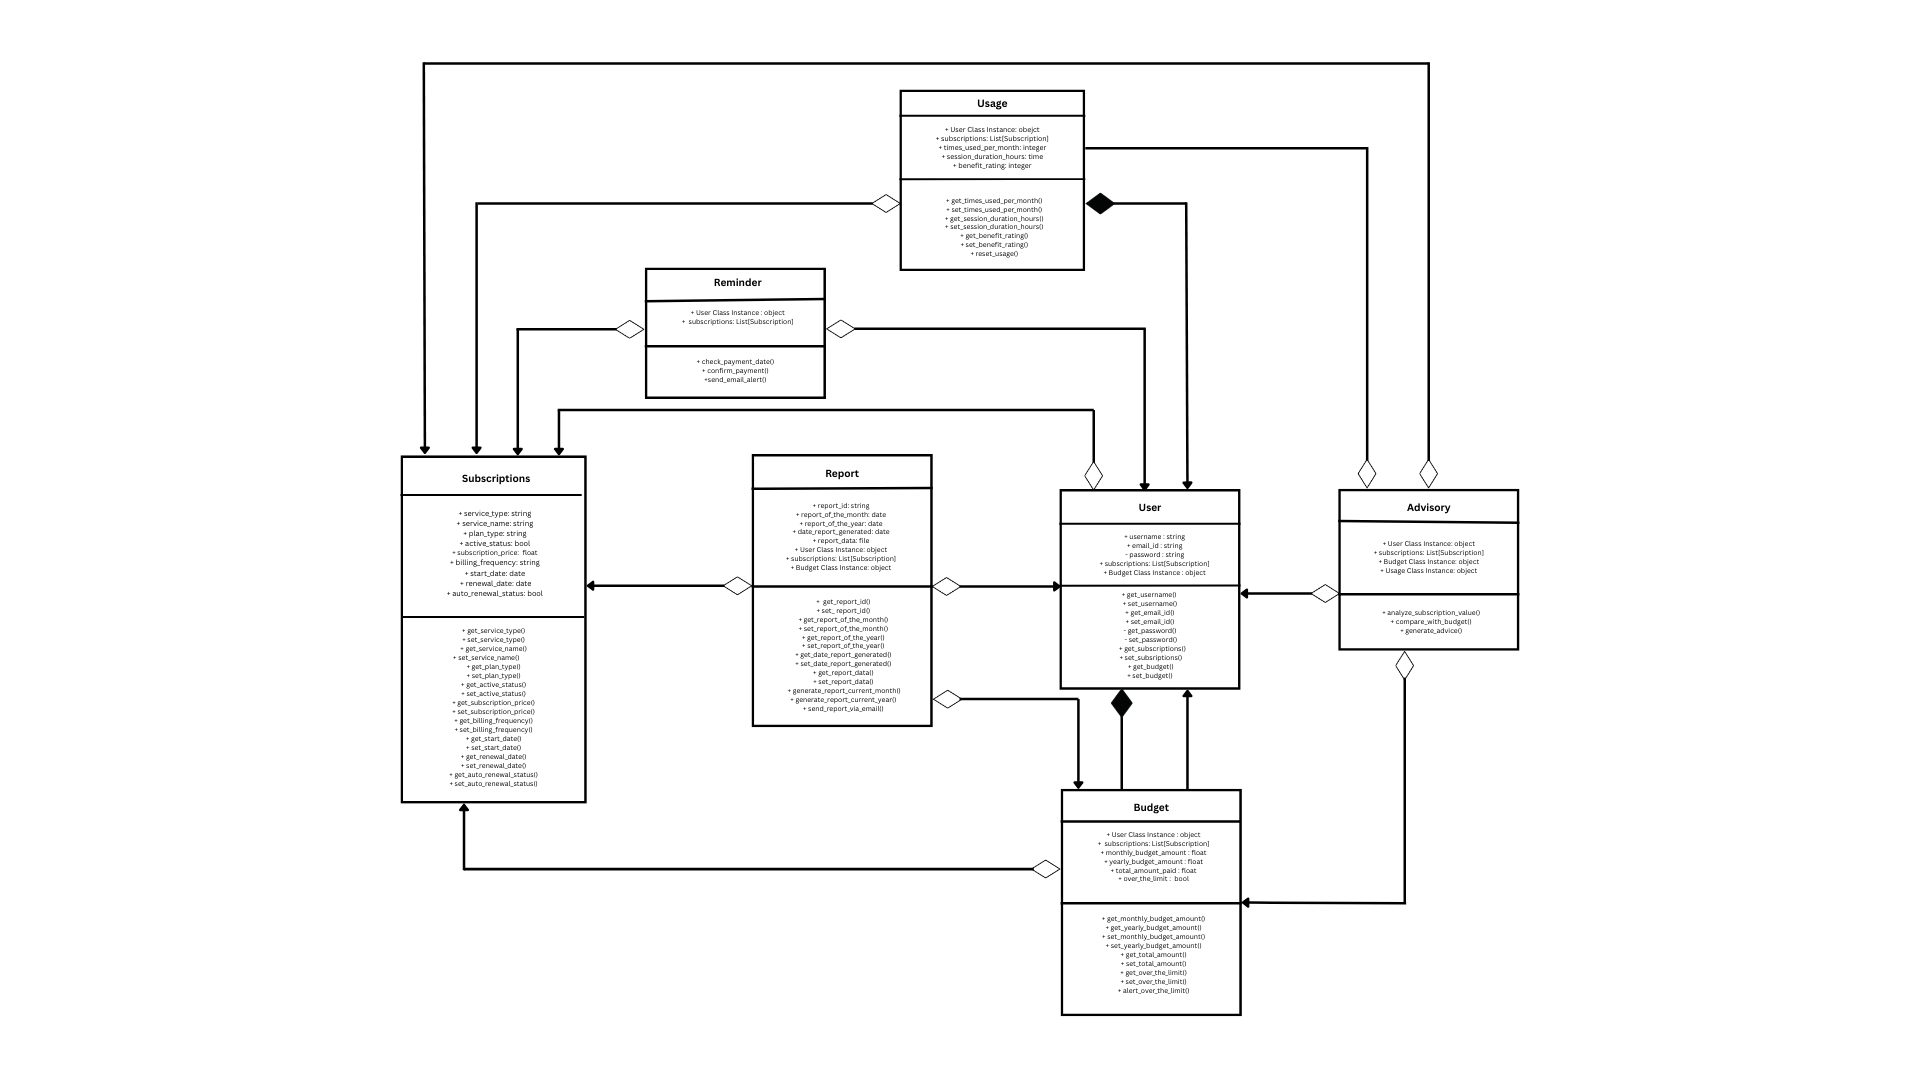 Usage
+ User Class Instance: obejct
+ subscriptions: List[Subscription]
+ times_used_per_month: integer
+ session_duration_hours: time
+ benefit_rating: integer
+ get_times_used_per_month()
+ set_times_used_per_month()
+ get_session_duration_hours()
+ set_session_duration_hours()
+ get_benefit_rating()
+ set_benefit_rating()
+ reset_usage()
Reminder
+ User Class Instance : object
+ subscriptions: List[Subscription]
+ check_payment_date()
+ confirm_payment()
+send_email_alert()
Subscriptions
+ service_type: string
+ service_name: string
+ plan_type: string
+ active_status: bool
+ subscription_price: float
+ billing_frequency: string
+ start_date: date
+ renewal_date: date
+ auto_renewal_status: bool
+ get_service_type()
+ set_service_type()
+ get_service_name()
+ set_service_name()
+ get_plan_type()
+ set_plan_type()
+ get_active_status()
+ set_active_status()
+ get_subscription_price()
+ set_subscription_price()
+ get_billing_frequency()
+ set_billing_frequency()
+ get_start_date()
+ set_start_date()
+ get_renewal_date()
+ set_renewal_date()
+ get_auto_renewal_status()
+ set_auto_renewal_status()
Report
+ report_id: string
+ report_of_the_month: date
+ report_of_the_year: date
+ date_report_generated: date
+ report_data: file
+ User Class Instance: object
+ subscriptions: List[Subscription]
+ Budget Class Instance: object
+ get_report_id()
+ set_report_id()
+ get_report_of_the_month()
+ set_report_of_the_month()
+ get_report_of_the_year()
+ set_report_of_the_year()
+ get_date_report_generated()
+ set_date_report_generated()
+ get_report_data()
+ set_report_data()
+ generate_report_current_month()
+ generate_report_current_year()
+ send_report_via_email()
User
+ username : string
+ email_id : string
- password : string
+ subscriptions: List[Subscription]
+ Budget Class Instance : object
+ get_username()
+ set_username()
+ get_email_id()
+ set_email_id()
- get_password()
- set_password()
+ get_subscriptions()
+ set_subsriptions()
+ get_budget()
+ set_budget()
Advisory
+ User Class Instance: object
+ subscriptions: List[Subscription]
+ Budget Class Instance: object
+ Usage Class Instance: object
+ analyze_subscription_value()
+ compare_with_budget()
+ generate_advice()
Budget
+ User Class Instance : object
+ subscriptions: List[Subscription]
+ monthly_budget_amount : float
+ yearly_budget_amount : float
+ total_amount_paid : float
+ over_the_limit : bool
+ get_monthly_budget_amount()
+ get_yearly_budget_amount()
+ set_monthly_budget_amount()
+ set_yearly_budget_amount()
+ get_total_amount()
+ set_total_amount()
+ get_over_the_limit()
+ set_over_the_limit()
+ alert_over_the_limit()